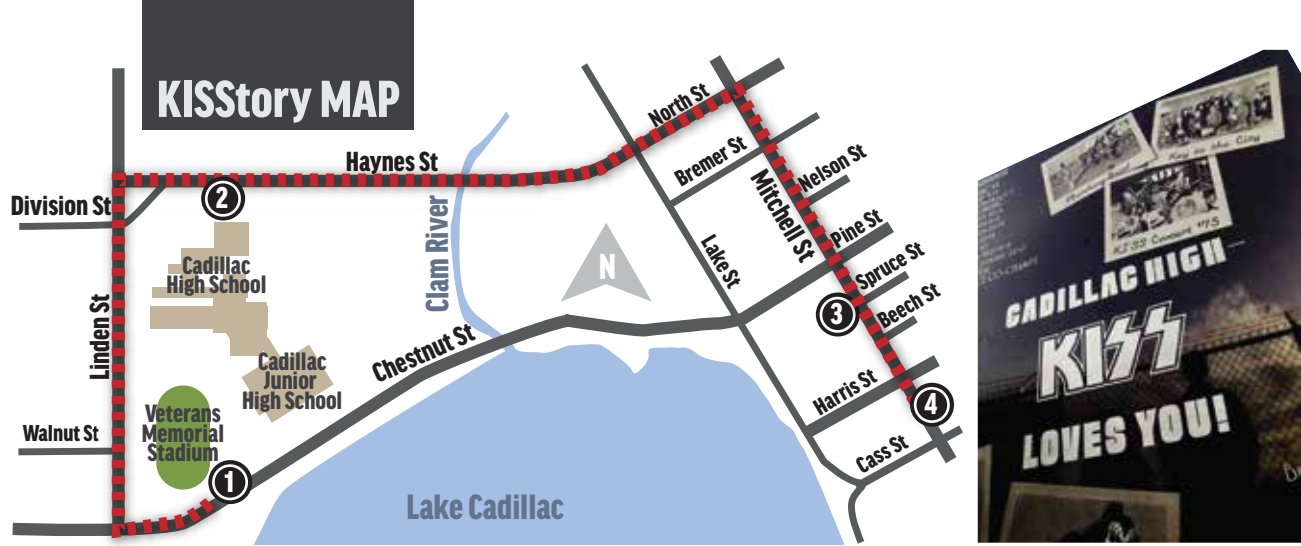 KISStory MAP
Haynes St
North St
Bremer St
Nelson St
Mitchell St
Pine St
Spruce St
Beech St
Harris St
Cass St
Lake St
Division St
2
Cadillac
High School
Clam River
N
3
4
Linden St
Chestnut St
Cadillac
Junior
High School
Veterans
Memorial
Stadium
Walnut St
1
Lake Cadillac
in the City
KISS Concert '75
CADILLAC HIGH
KISS
LOVES YOU!